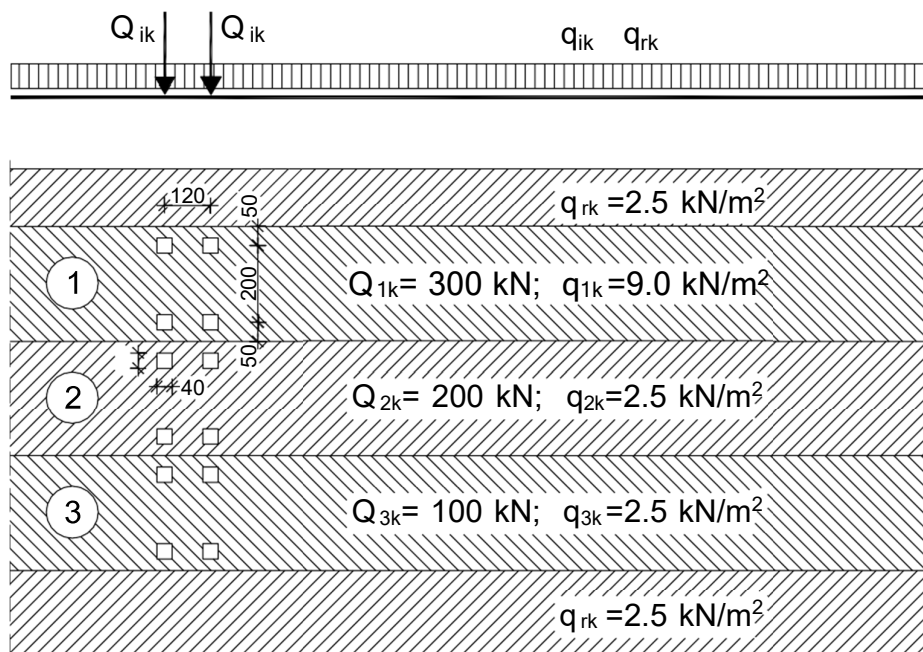 Q ik Q ik q ik q rk
120
50
q rk =2.5 kN/m²
1
200
Q 1k= 300 kN; q 1k=9.0 kN/m²
50
40
2
Q 2k= 200 kN; q 2k=2.5 kN/m²
3
Q 3k= 100 kN; q 3k=2.5 kN/m²
q rk =2.5 kN/m²